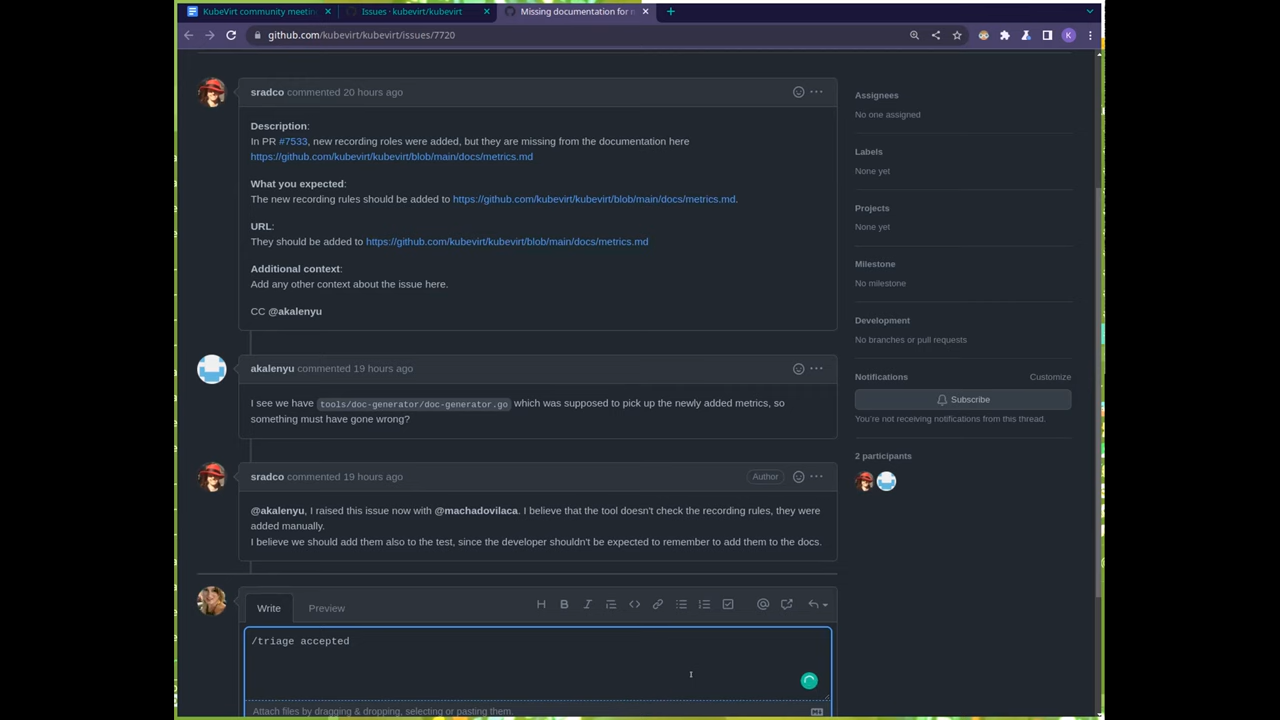 KubeVirt community meetin
Issues · kubevirt/kubevirt
Missing documentation for n
github.com/kubevirt/kubevirt/issues/7720
K
sradco commented 20 hours ago
Description:
In PR #7533, new recording roles were added, but they are missing from the documentation here
https://github.com/kubevirt/kubevirt/blob/main/docs/metrics.md
What you expected:
The new recording rules should be added to https://github.com/kubevirt/kubevirt/blob/main/docs/metrics.md.
URL:
They should be added to https://github.com/kubevirt/kubevirt/blob/main/docs/metrics.md
Additional context:
Add any other context about the issue here.
CC @akalenyu
akalenyu commented 19 hours ago
I see we have tools/doc-generator/doc-generator.go which was supposed to pick up the newly added metrics, so
something must have gone wrong?
sradco commented 19 hours ago
Author
@akalenyu, I raised this issue now with @machadovilaca. I believe that the tool doesn't check the recording rules, they were
added manually.
I believe we should add them also to the test, since the developer shouldn't be expected to remember to add them to the docs.
Write
Preview
/triage accepted
Attach files by dragging & dropping, selecting or pasting them.
Assignees
No one assigned
Labels
None yet
Projects
None yet
Milestone
No milestone
Development
No branches or pull requests
Notifications
Customize
Subscribe
You're not receiving notifications from this thread.
2 participants